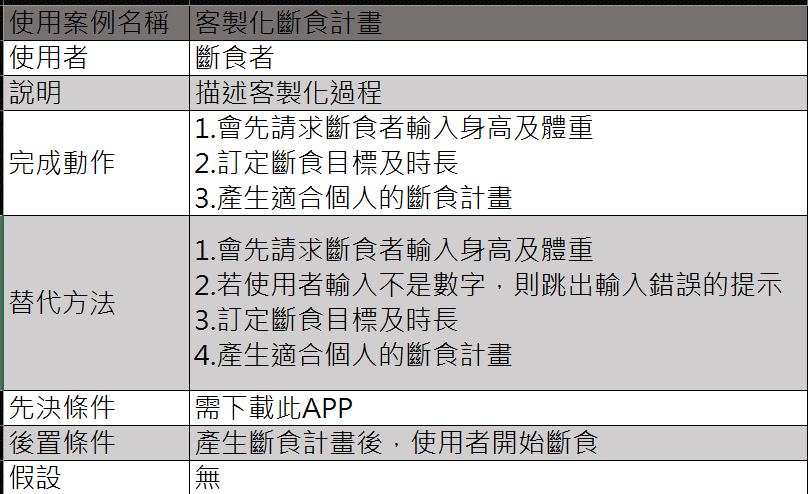 使用案例名稱 客製化斷食計畫
使用者 斷食者
說明 描述客製化過程
完成動作
1.會先請求斷食者輸入身高及體重
2.訂定斷食目標及時長
3.產生適合個人的斷食計畫
替代方法
1.會先請求斷食者輸入身高及體重
2.若使用者輸入不是數字，則跳出輸入錯誤的提示
3.訂定斷食目標及時長
4.產生適合個人的斷食計畫
先決條件 需下載此APP
後置條件 產生斷食計畫後，使用者開始斷食
假設 無